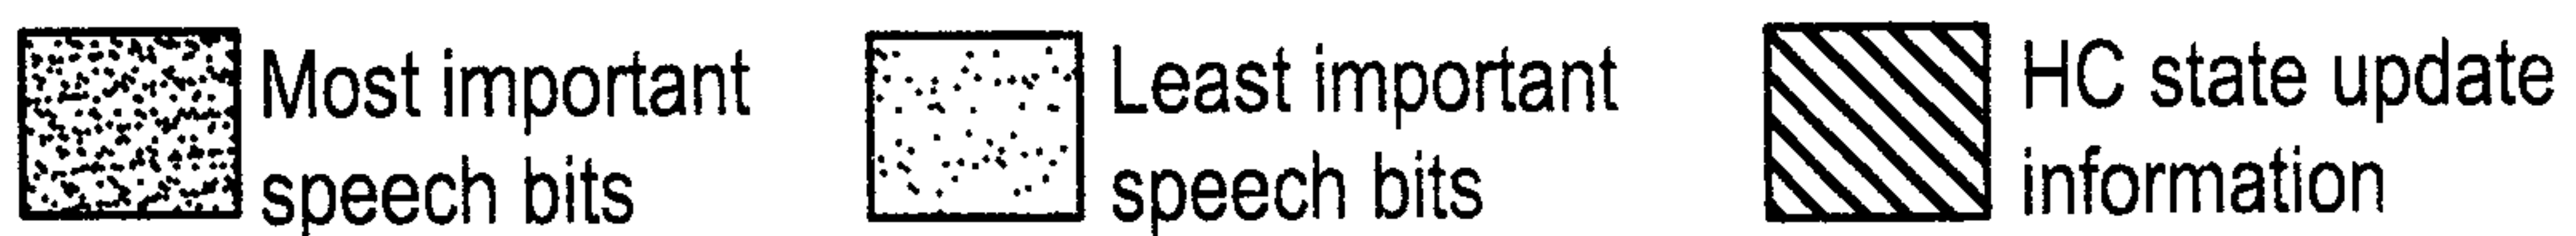 Most important
speech bits
Least important
speech bits
HC state update
information